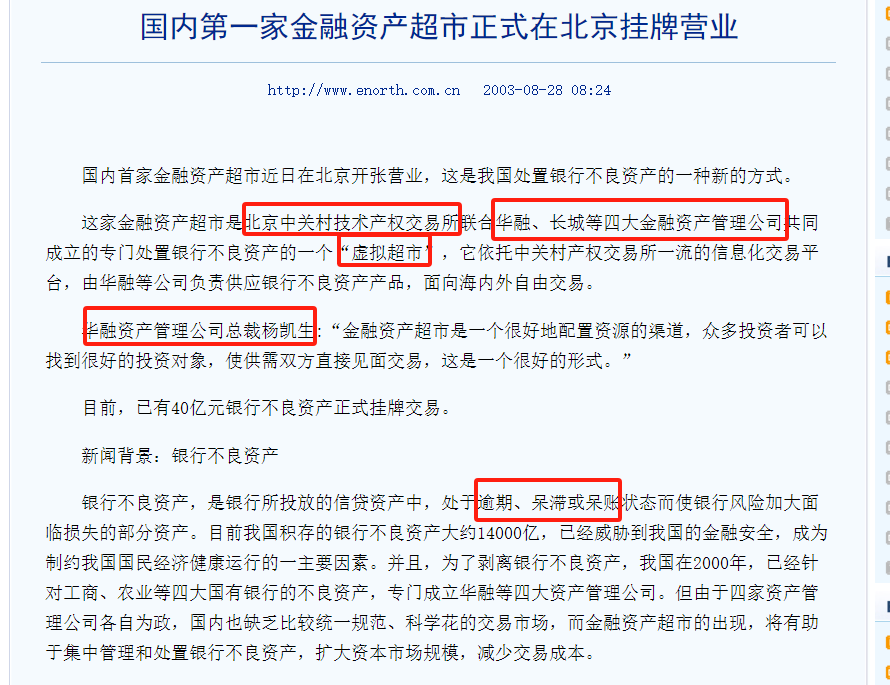 国内第一家金融资产超市正式在北京挂牌营业
http://www.enorth.com.cn 2003-08-28 08:24
国内首家金融资产超市近日在北京开张营业，这是我国处置银行不良资产的一种新的方式。
这家金融资产超市是北京中关村技术产权交易所联合华融、长城等四大金融资产管理公司共同
成立的专门处置银行不良资产的一个“虚拟超市”，它依托中关村产权交易所一流的信息化交易平
台，由华融等公司负责供应银行不良资产产品，面向海内外自由交易。
华融资产管理公司总裁杨凯生：“金融资产超市是一个很好地配置资源的渠道，众多投资者可以
找到很好的投资对象，使供需双方直接见面交易，这是一个很好的形式。”
目前，已有40亿元银行不良资产正式挂牌交易。
新闻背景：银行不良资产
银行不良资产，是银行所投放的信贷资产中，处于逾期、呆滞或呆账状态而使银行风险加大面
临损失的部分资产。目前我国积存的银行不良资产大约14000亿，已经威胁到我国的金融安全，成为
制约我国国民经济健康运行的一主要因素。并且，为了剥离银行不良资产，我国在2000年，已经针
对工商、农业等四大国有银行的不良资产，专门成立华融等四大资产管理公司。但由于四家资产管
理公司各自为政，国内也缺乏比较统一规范、科学花的交易市场，而金融资产超市的出现，将有助
于集中管理和处置银行不良资产，扩大资本市场规模，减少交易成本。